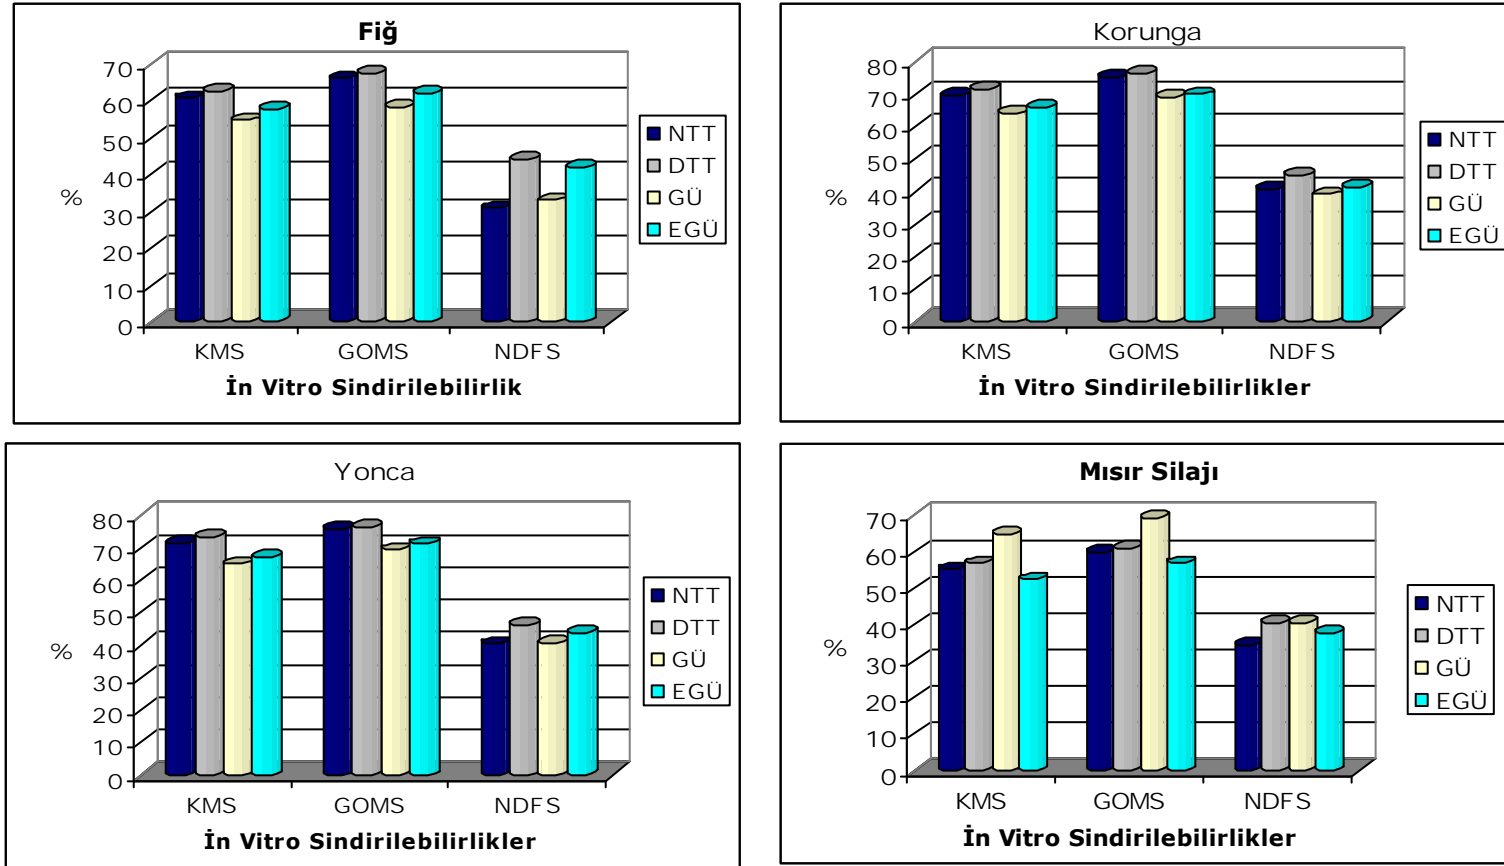 Fiğ
70
60
50
40
30
20
10
0
%
KMS GOMS NDFS
İn Vitro Sindirilebilirlik
NTT
DTT
GÜ
EGÜ
Korunga
80
70
60
50
40
30
20
10
0
%
KMS GOMS NDFS
İn Vitro Sindirilebilirlikler
NTT
DTT
GÜ
EGÜ
Yonca
80
70
60
50
40
30
20
10
0
%
KMS GOMS NDFS
İn Vitro Sindirilebilirlikler
NTT
DTT
GÜ
EGÜ
Mısır Silajı
70
60
50
40
30
20
10
0
%
KMS GOMS NDFS
İn Vitro Sindirilebilirlikler
NTT
DTT
GÜ
EGÜ